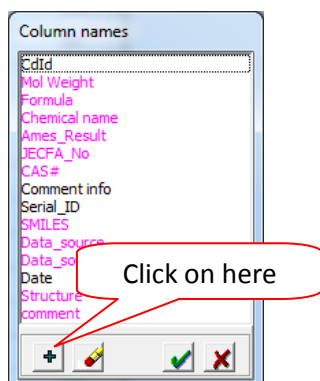 Column names
CdId
Mol Weight
Formula
Chemical name
Ames_Result
JECFA_No
CAS#
Comment info
Serial_ID
SMILES
Data_source
Data_so
Date
Structure
comment
Click on here